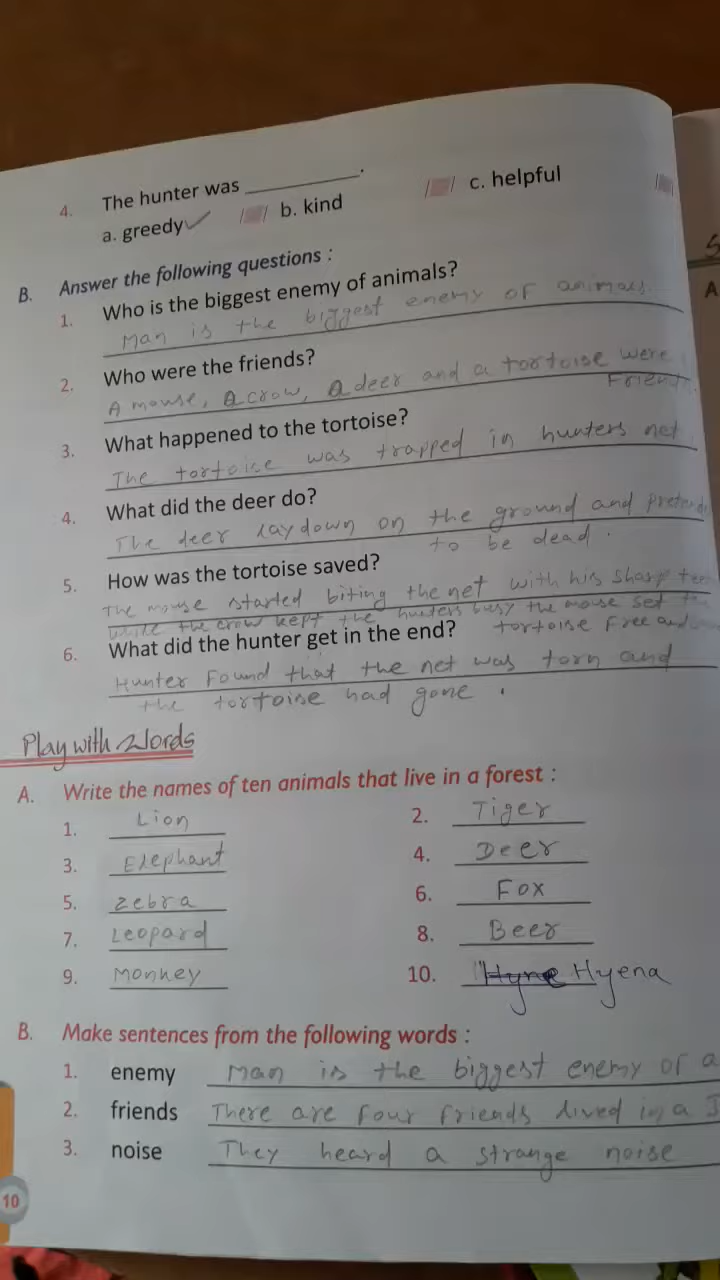 4. The hunter was ____________.
a. greedy ✓ b. kind c. helpful
B. Answer the following questions :
1. Who is the biggest enemy of animals?
Man is the biggest enemy of animals.
2. Who were the friends?
A mouse, a crow, a deer and a tortoise were
Friends.
3. What happened to the tortoise?
The tortoice was trapped in hunters net
4. What did the deer do?
The deer laydown on the ground and
to be dead.
5. How was the tortoise saved?
The mouse started biting the net with his sharp
while the crow kept the hunters busy the mouse set
tortoise Free and
6. What did the hunter get in the end?
Hunter Found that the net was torn and
the tortoise had gone.
Play with Words
A. Write the names of ten animals that live in a forest :
1. Lion 2. Tiger
3. Elephant 4. Deer
5. Zebra 6. Fox
7. Leopard 8. Beer
9. Monkey 10. Hyne Hyena
B. Make sentences from the following words :
1. enemy Man is the biggest enemy of a
2. friends There are four friends lived in a J
3. noise They heard a strange noise
10
A